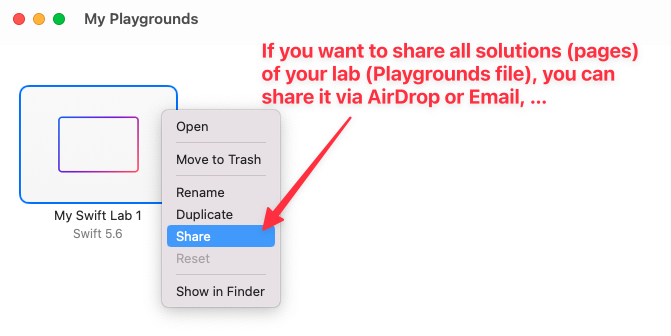 My Playgrounds
If you want to share all solutions (pages)
of your lab (Playgrounds file), you can
share it via AirDrop or Email, ...
Open
Move to Trash
Rename
Duplicate
Share
Reset
Show in Finder
My Swift Lab 1
Swift 5.6